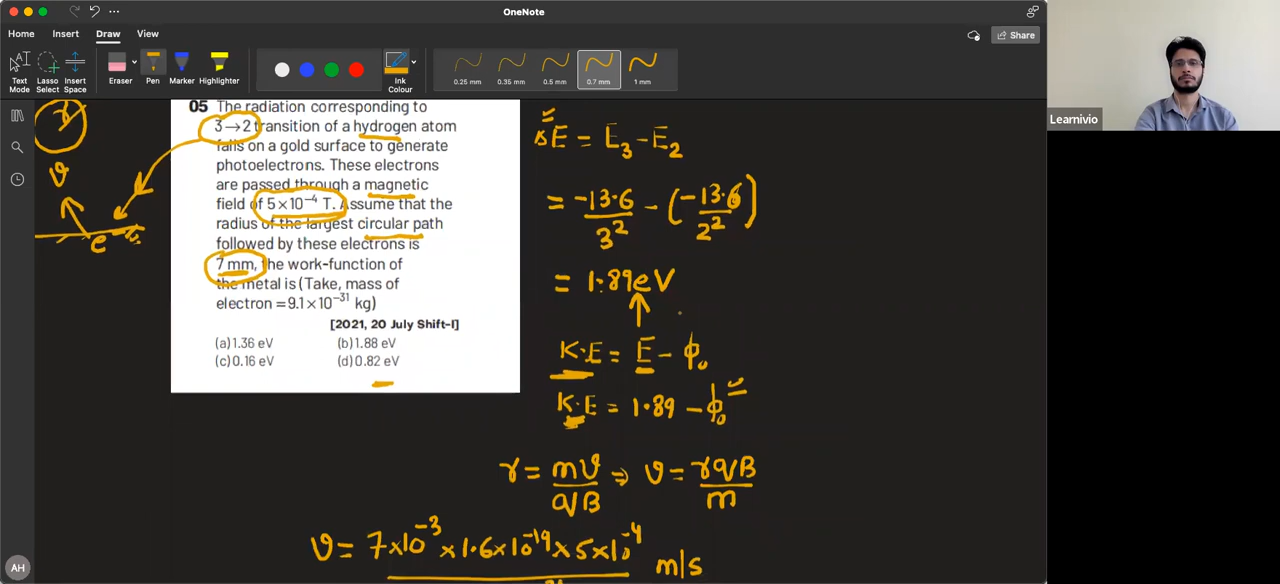 OneNote
Home Insert Draw View
Share
Text Mode
Lasso Select
Insert Space
Eraser
Pen
Marker
Highlighter
Ink Colour
0.25 mm
0.35 mm
0.5 mm
0.7 mm
1 mm
Learnivio
05 The radiation corresponding to
3→2 transition of a hydrogen atom
falls on a gold surface to generate
photoelectrons. These electrons
are passed through a magnetic
field of 5×10⁻⁴ T. Assume that the
radius of the largest circular path
followed by these electrons is
7 mm, the work-function of
the metal is (Take, mass of
electron = 9.1×10⁻³¹ kg)
[2021, 20 July Shift-I]
(a) 1.36 eV (b) 1.88 eV
(c) 0.16 eV (d) 0.82 eV
γ
v
e
ΔE = E₃ - E₂
= -13.6/3² - (-13.6/2²)
= 1.89eV
K.E = E - ϕ₀
K.E = 1.89 - ϕ₀
r = mv/qB ⇒ v = rqB/m
v = 7×10⁻³ × 1.6×10⁻¹⁹ × 5×10⁻⁴ m/s
AH